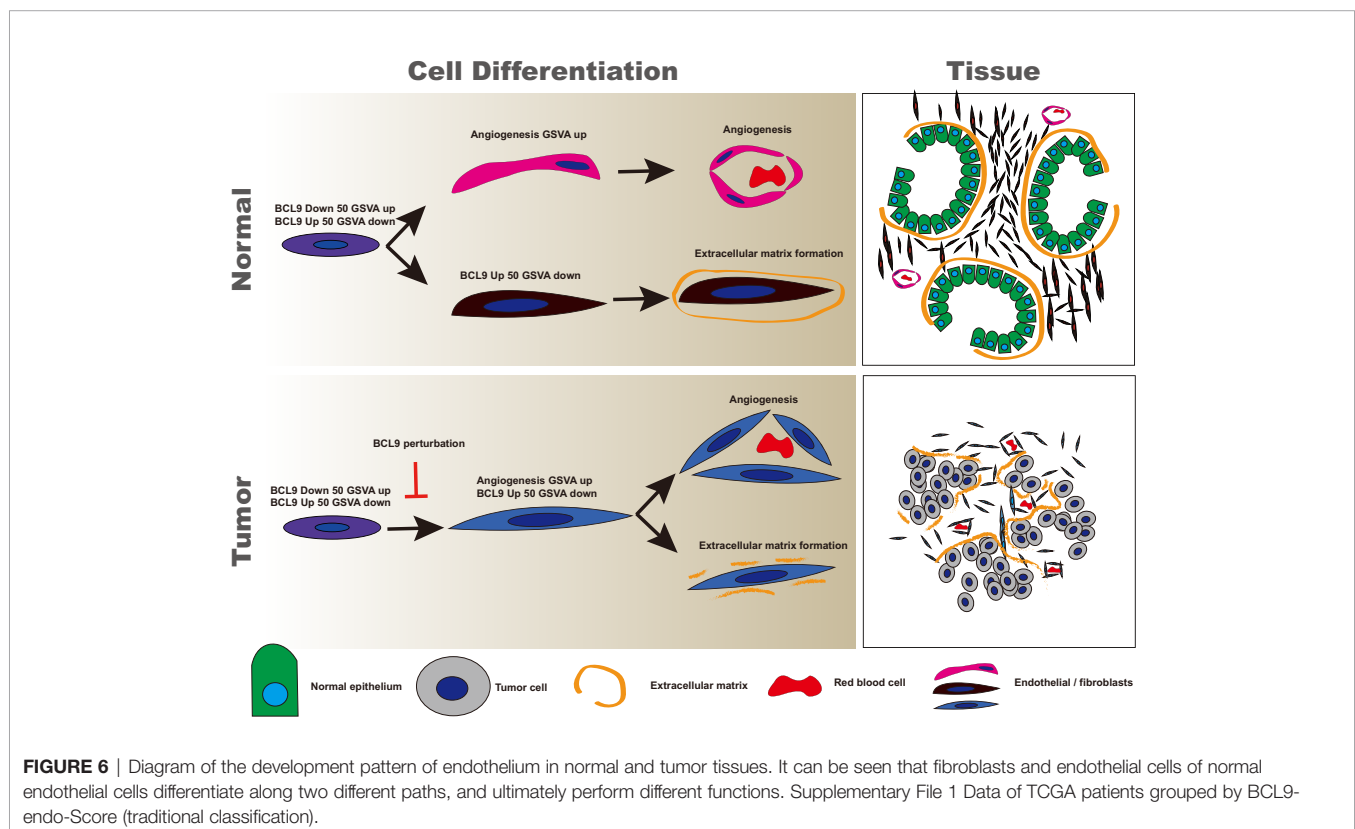 Cell Differentiation
Tissue
Normal
Angiogenesis GSVA up
Angiogenesis
BCL9 Down 50 GSVA up
BCL9 Up 50 GSVA down
BCL9 Up 50 GSVA down
Extracellular matrix formation
Tumor
BCL9 perturbation
Angiogenesis
BCL9 Down 50 GSVA up
BCL9 Up 50 GSVA down
Angiogenesis GSVA up
BCL9 Up 50 GSVA down
Extracellular matrix formation
Normal epithelium
Tumor cell
Extracellular matrix
Red blood cell
Endothelial / fibroblasts
FIGURE 6 | Diagram of the development pattern of endothelium in normal and tumor tissues. It can be seen that fibroblasts and endothelial cells of normal
endothelial cells differentiate along two different paths, and ultimately perform different functions. Supplementary File 1 Data of TCGA patients grouped by BCL9-
endo-Score (traditional classification).